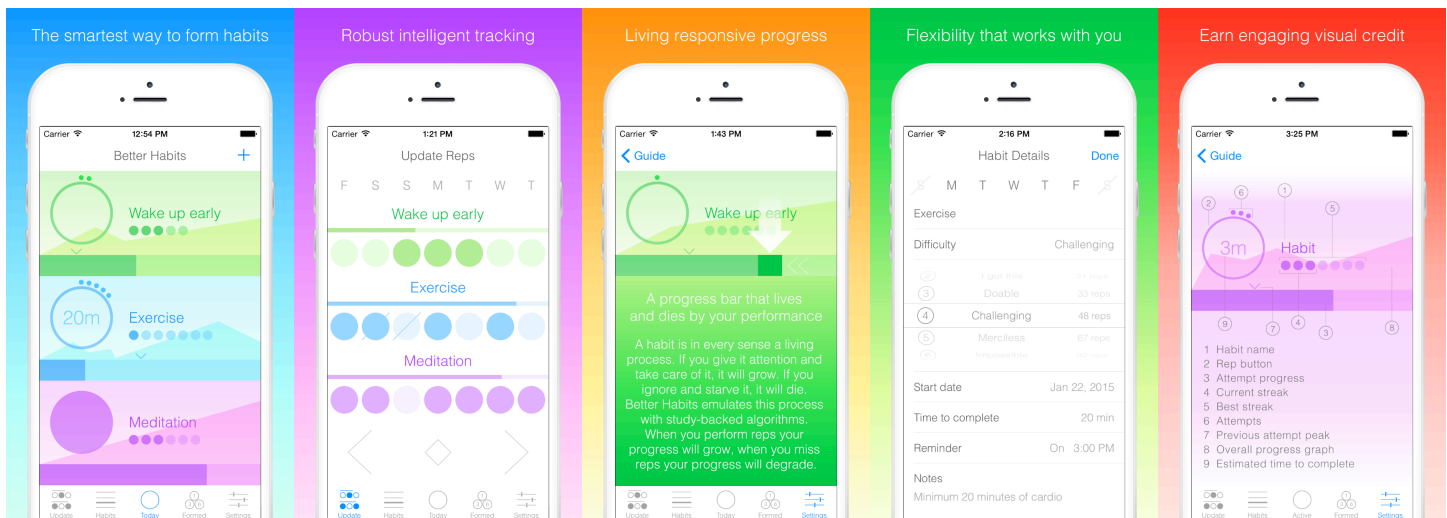 The smartest way to form habits
Carrier 12:54 PM
Better Habits +
Wake up early
20m
Exercise
Meditation
Update Habits Today Formed Settings
Robust intelligent tracking
Carrier 1:21 PM
Update Reps
F S S M T W T
Wake up early
Exercise
Meditation
Update Habits Today Formed Settings
Living responsive progress
Carrier 1:43 PM
Guide
Wake up early
A progress bar that lives
and dies by your performance
A habit is in every sense a living
process. If you give it attention and
take care of it, it will grow. If you
ignore and starve it, it will die.
Better Habits emulates this process
with study-backed algorithms.
When you perform reps your
progress will grow, when you miss
reps your progress will degrade.
Update Habits Today Formed Settings
Flexibility that works with you
Carrier 2:16 PM
Habit Details Done
S M T W T F S
Exercise
Difficulty Challenging
I got this
3 Doable 33 reps
4 Challenging 48 reps
5 Merciless 67 reps
Start date Jan 22, 2015
Time to complete 20 min
Reminder On 3:00 PM
Notes
Minimum 20 minutes of cardio
Earn engaging visual credit
Carrier 3:25 PM
Guide
6 1
2 5
3m
Habit
9 7 4 3 8
1 Habit name
2 Rep button
3 Attempt progress
4 Current streak
5 Best streak
6 Attempts
7 Previous attempt peak
8 Overall progress graph
9 Estimated time to complete
Update Habits Active Formed Settings